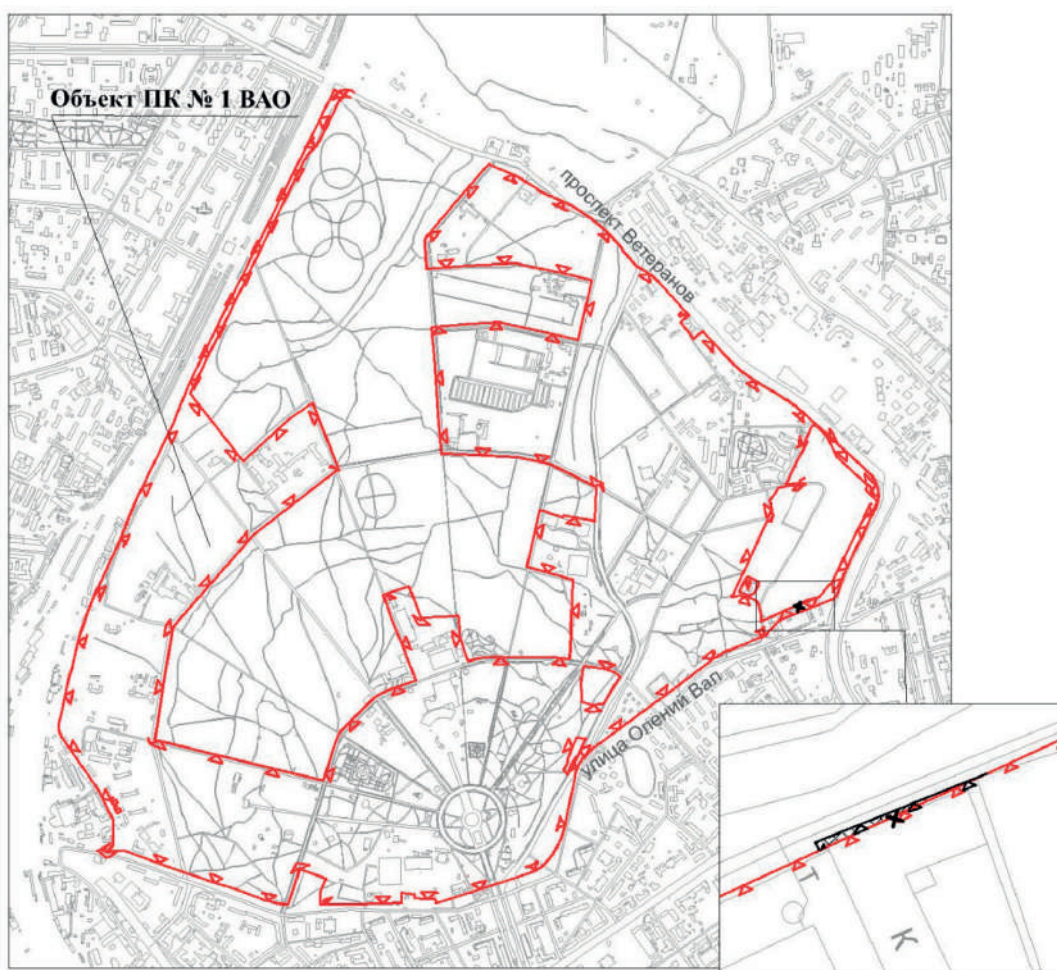 Объект ПК № 1 ВАО
проспект Ветеранов
улица Олений Вал
Т
К